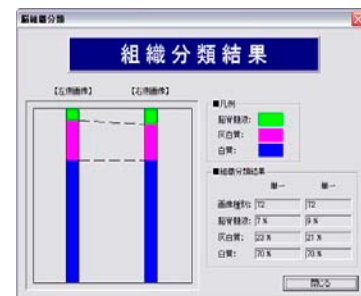 脳組織分類
組織分類結果
【左側画像】 【右側画像】
■凡例
脳脊髄液:
灰白質:
白質:
■組織分類結果
単一 単一
画像種別: T2 T2
脳脊髄液: 7 % 9 %
灰白質: 23 % 21 %
白質: 70 % 70 %
閉じる